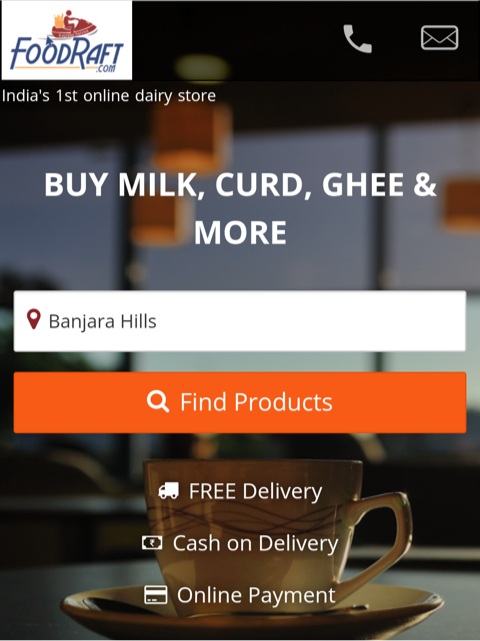 FOODRAFT
.COM
India's 1st online dairy store
BUY MILK, CURD, GHEE &
MORE
Banjara Hills
Find Products
FREE Delivery
Cash on Delivery
Online Payment